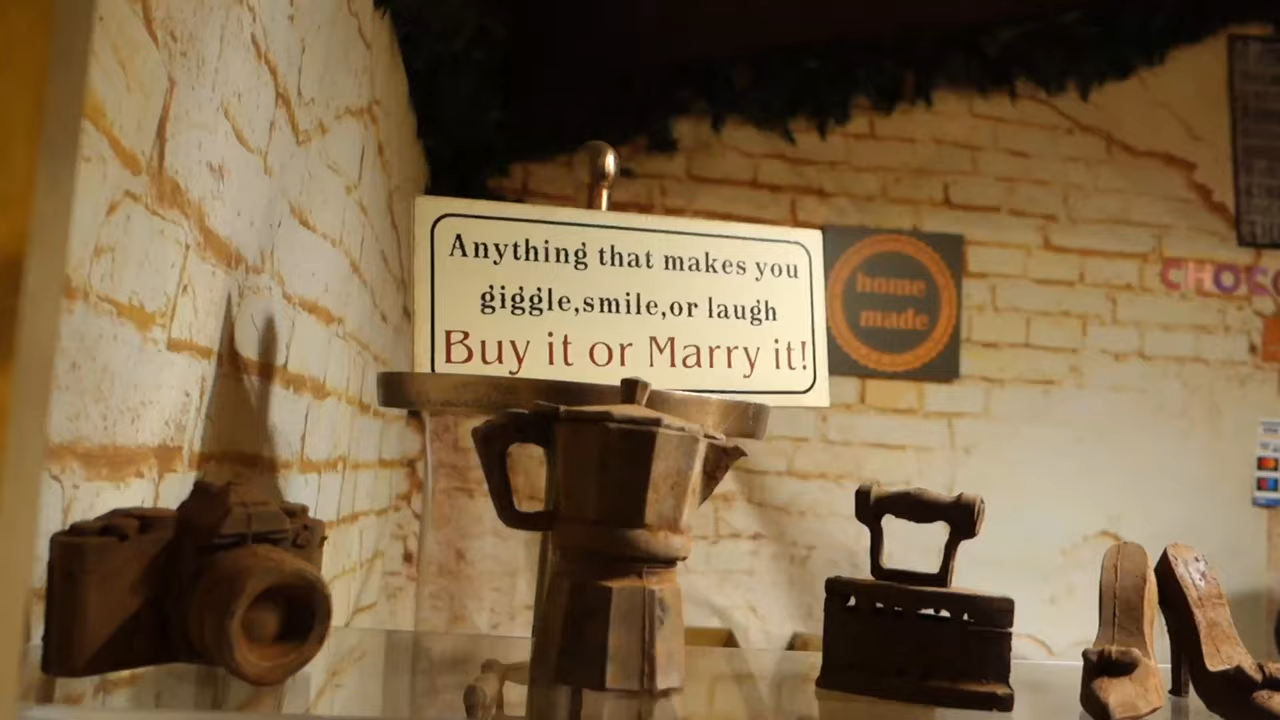 Anything that makes you
giggle,smile,or laugh
Buy it or Marry it!
home
made
CHOC